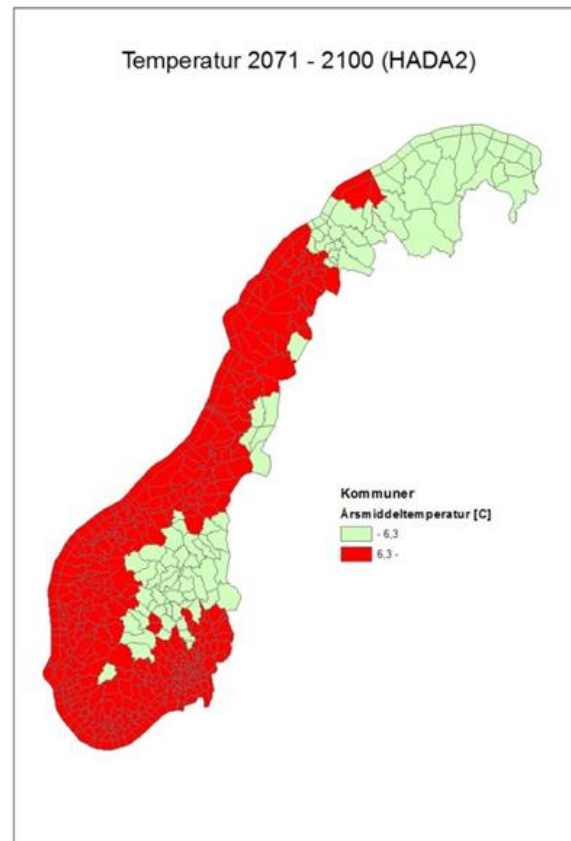 Temperatur 2071 - 2100 (HADA2)
Kommuner
Årsmiddeltemperatur [C]
- 6,3
6,3 -